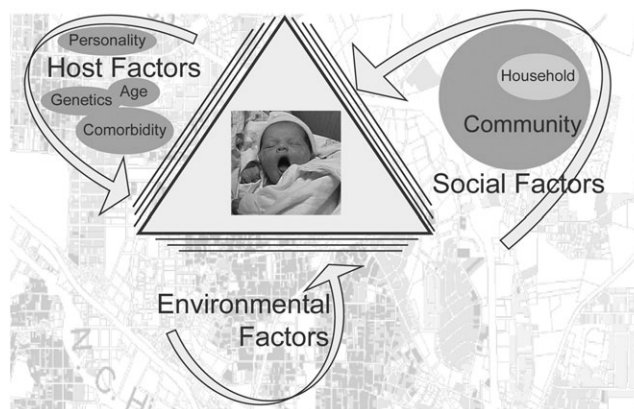 Personality
Host Factors
Genetics
Age
Comorbidity
Household
Community
Social Factors
Environmental
Factors
N.C.H